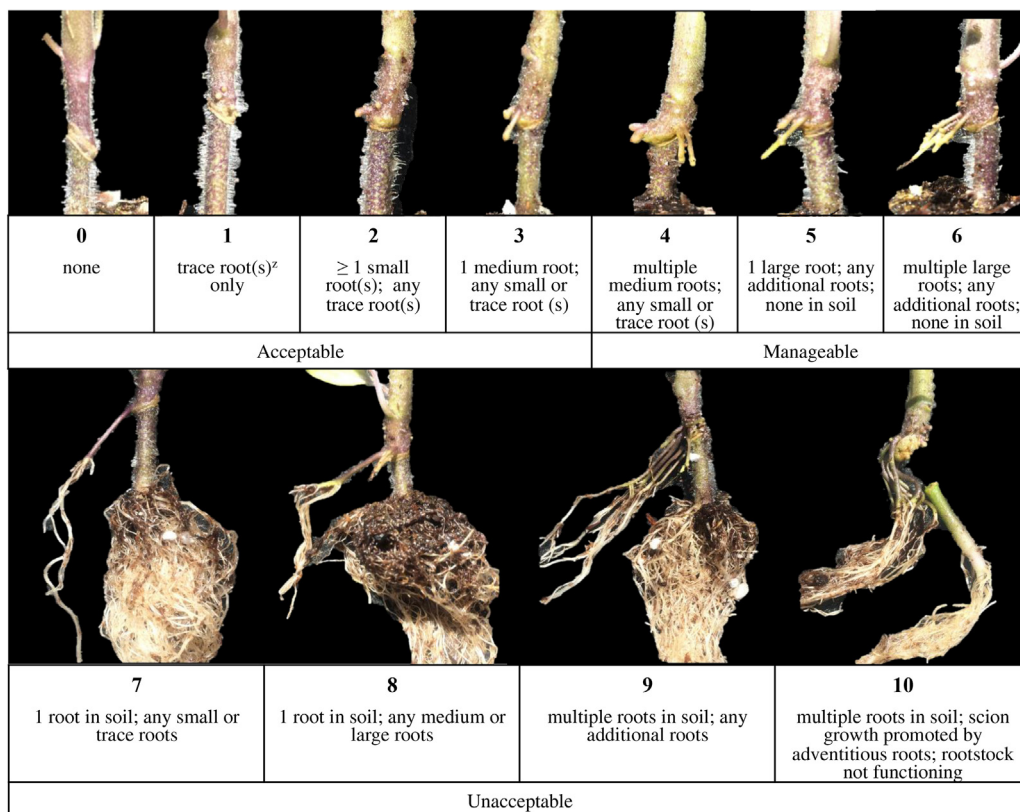 0
none
1
trace root(s)ᶻ
only
2
≥ 1 small
root(s); any
trace root(s)
3
1 medium root;
any small or
trace root (s)
4
multiple
medium roots;
any small or
trace root (s)
5
1 large root; any
additional roots;
none in soil
6
multiple large
roots; any
additional roots;
none in soil
Acceptable
Manageable
7
1 root in soil; any small or
trace roots
8
1 root in soil; any medium or
large roots
9
multiple roots in soil; any
additional roots
10
multiple roots in soil; scion
growth promoted by
adventitious roots; rootstock
not functioning
Unacceptable